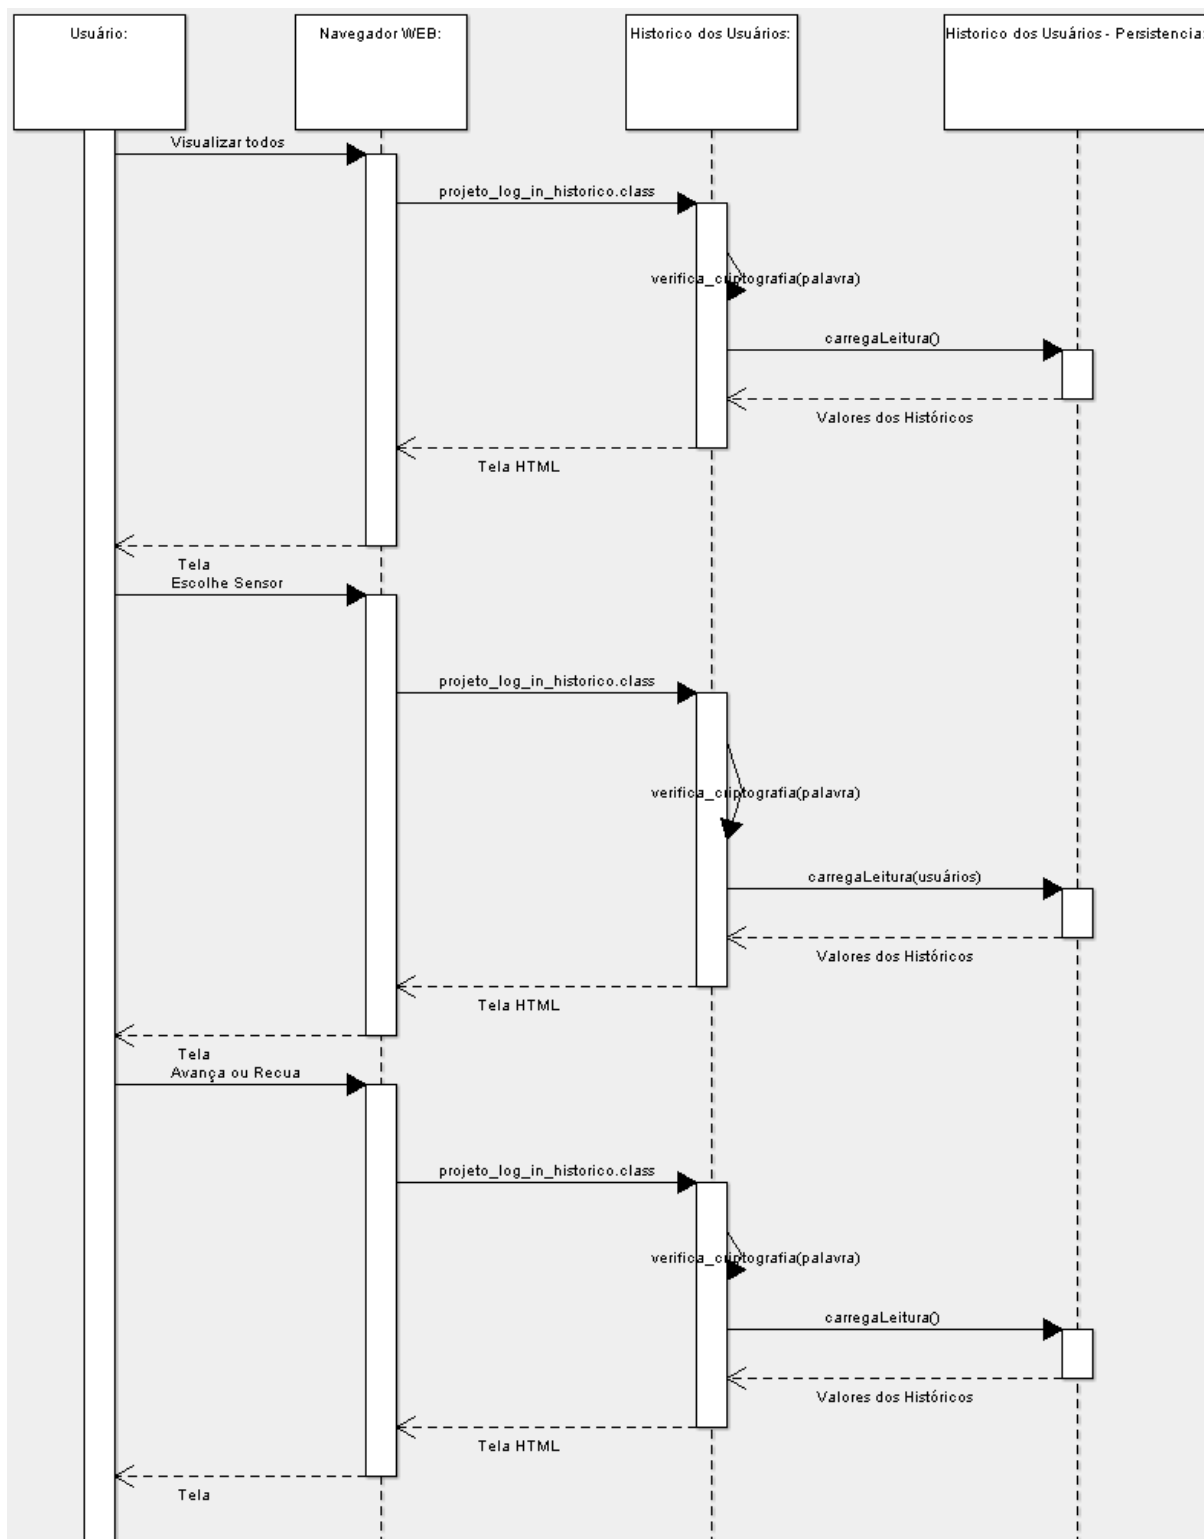 Usuário:
Navegador WEB:
Historico dos Usuários:
Historico dos Usuários - Persistencia:
Visualizar todos
projeto_log_in_historico.class
verifica_criptografia(palavra)
carregaLeitura()
Valores dos Históricos
Tela HTML
Tela
Escolhe Sensor
projeto_log_in_historico.class
verifica_criptografia(palavra)
carregaLeitura(usuários)
Valores dos Históricos
Tela HTML
Tela
Avança ou Recua
projeto_log_in_historico.class
verifica_criptografia(palavra)
carregaLeitura()
Valores dos Históricos
Tela HTML
Tela